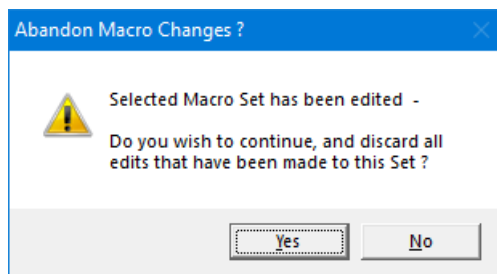 Abandon Macro Changes ?
Selected Macro Set has been edited  -
Do you wish to continue, and discard all
edits that have been made to this Set ?
Yes
No